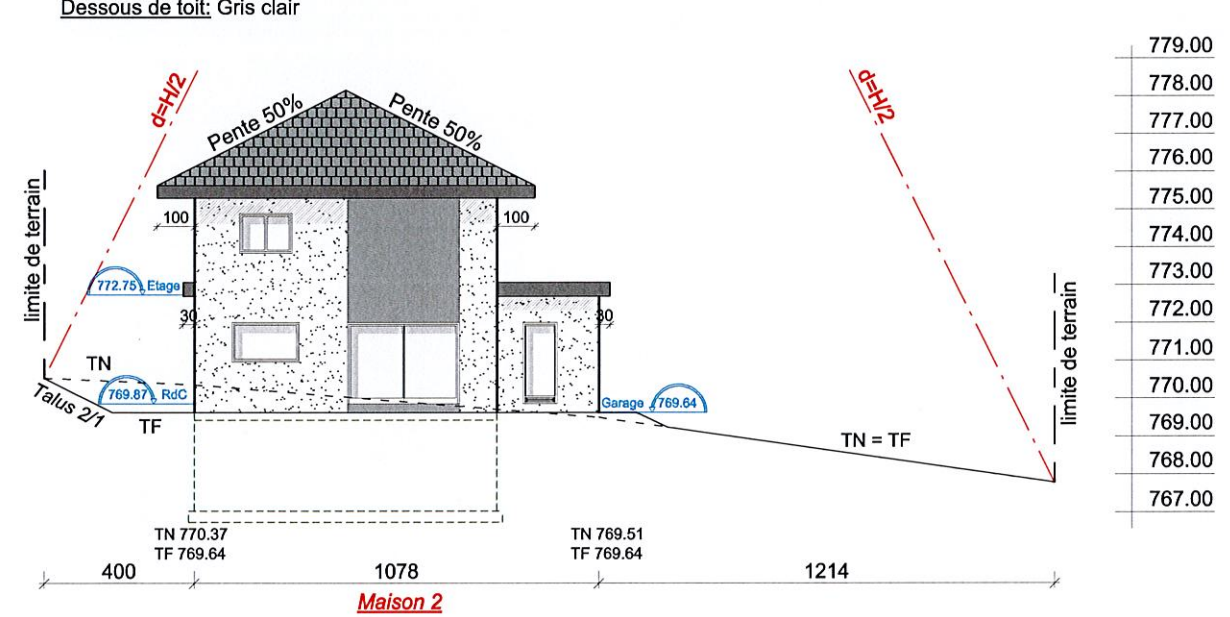 Dessous de toit: Gris clair
d=H/2
d=H/2
Pente 50%
Pente 50%
limite de terrain
limite de terrain
100
100
772.75 Etage
30
30
TN
769.87 RdC
Talus 2/1
TF
Garage 769.64
TN = TF
TN 770.37
TF 769.64
TN 769.51
TF 769.64
400
1078
1214
Maison 2
779.00
778.00
777.00
776.00
775.00
774.00
773.00
772.00
771.00
770.00
769.00
768.00
767.00